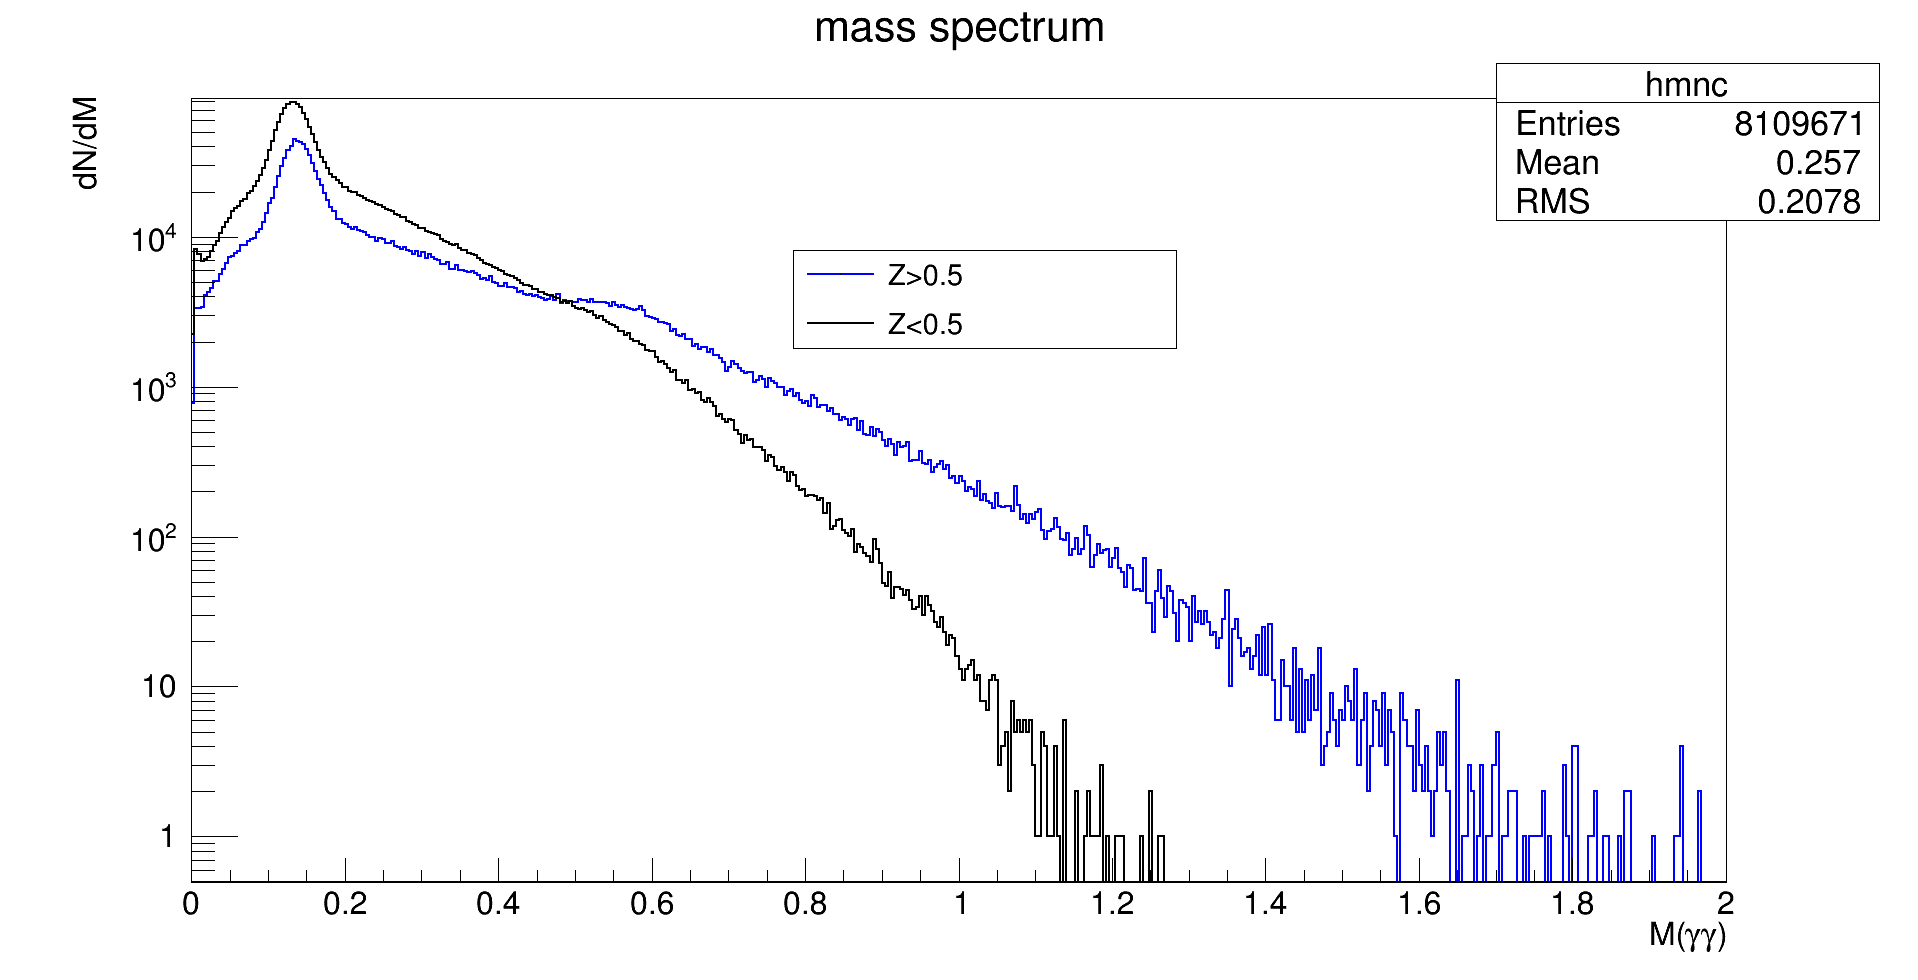 mass spectrum
dN/dM
hmnc
Entries 8109671
Mean 0.257
RMS 0.2078
Z>0.5
Z<0.5
10⁴
10³
10²
10
1
0 0.2 0.4 0.6 0.8 1 1.2 1.4 1.6 1.8 2
M(γγ)